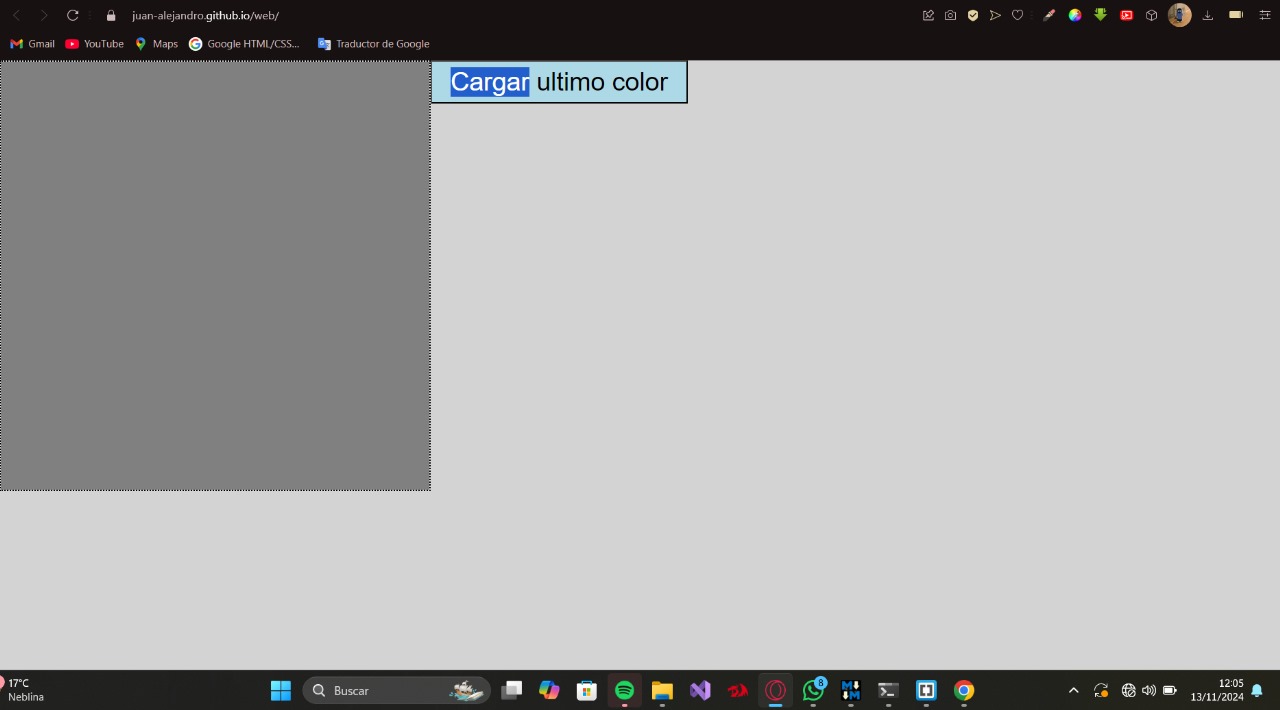 juan-alejandro.github.io/web/
Gmail YouTube Maps Google HTML/CSS... Traductor de Google
Cargar ultimo color
17°C
Neblina
Buscar
8
12:05
13/11/2024